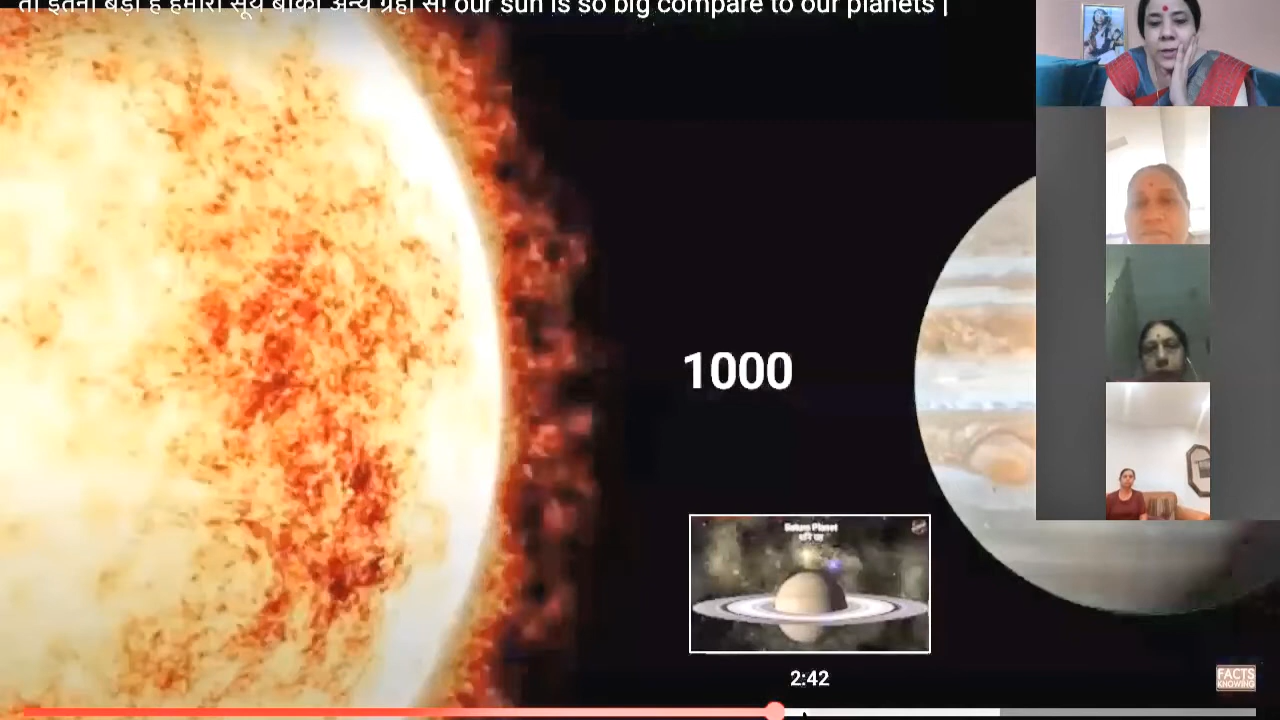 तो इतना बड़ा है हमारा सूर्य बाकी अन्य ग्रहों से! our sun is so big compare to our planets |
1000
Saturn Planet
शनि ग्रह
2:42
FACTS
KNOWING